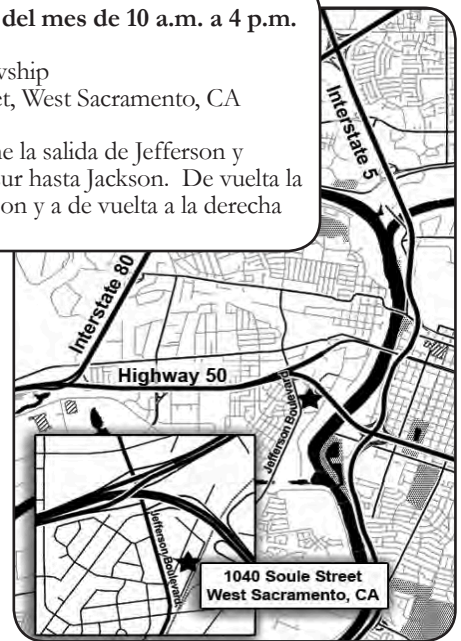 del mes de 10 a.m. a 4 p.m.
wship
et, West Sacramento, CA
ne la salida de Jefferson y
sur hasta Jackson. De vuelta la
on y a de vuelta a la derecha
Interstate 5
Interstate 80
Highway 50
Jefferson Boulevard
Jefferson Boulevard
1040 Soule Street
West Sacramento, CA